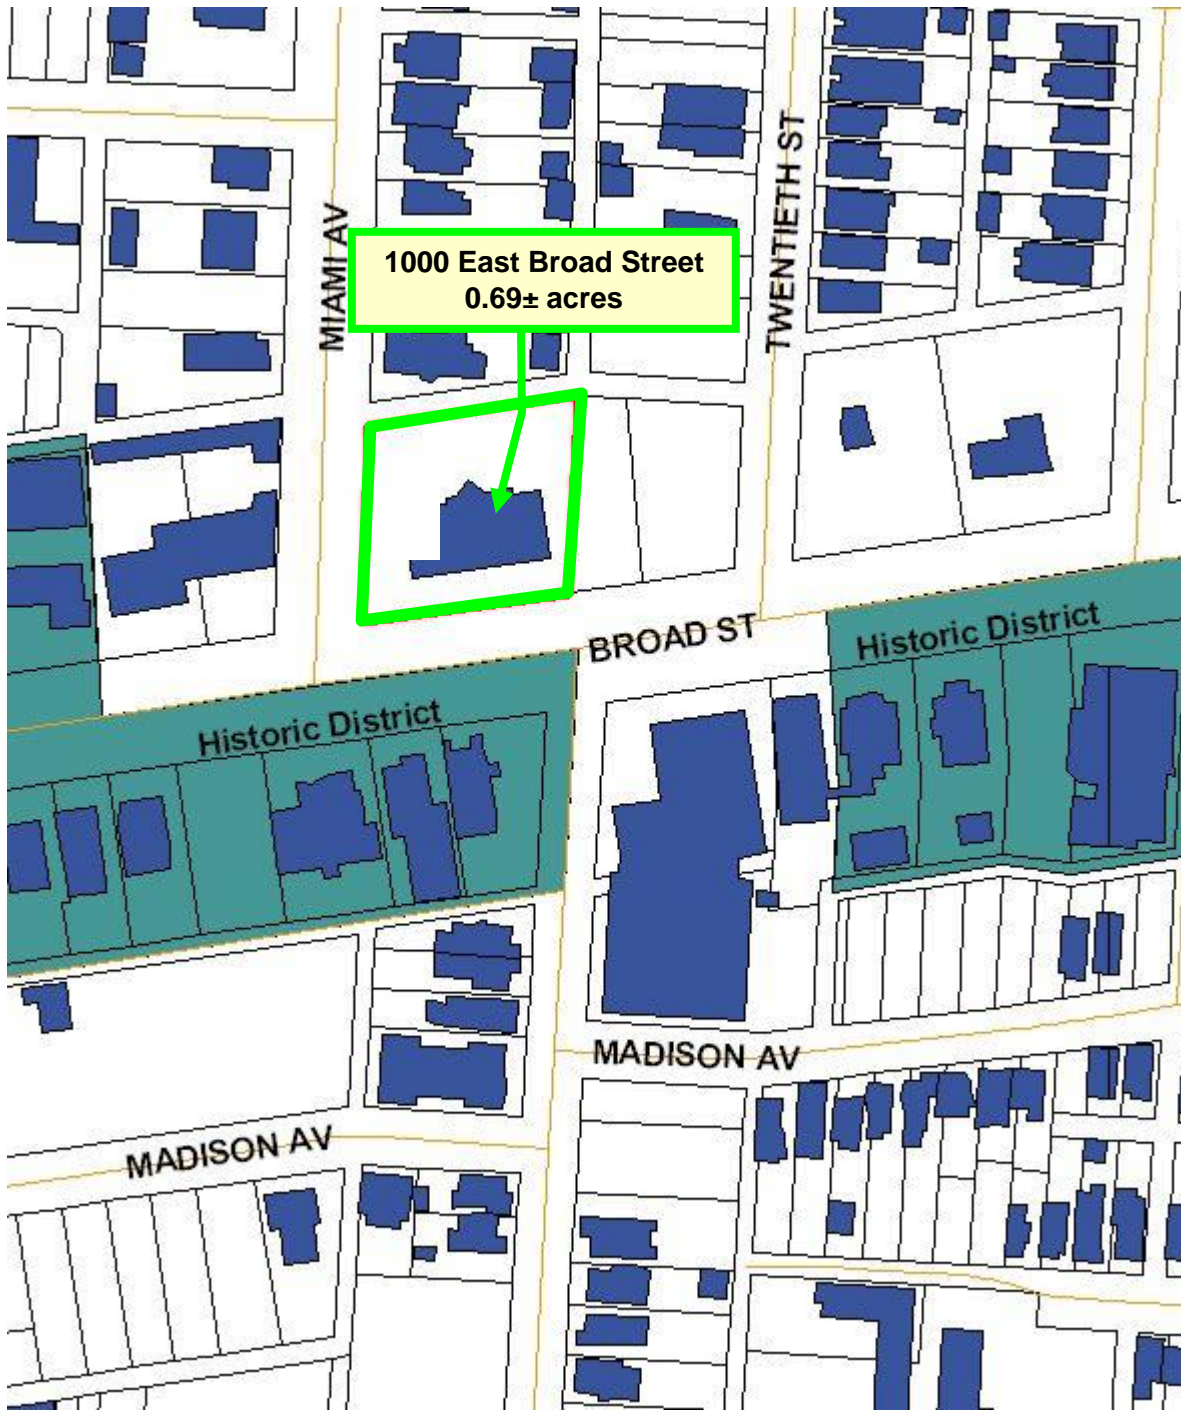 MIAMI AV
TWENTIETH ST
1000 East Broad Street
0.69± acres
BROAD ST
Historic District
Historic District
MADISON AV
MADISON AV